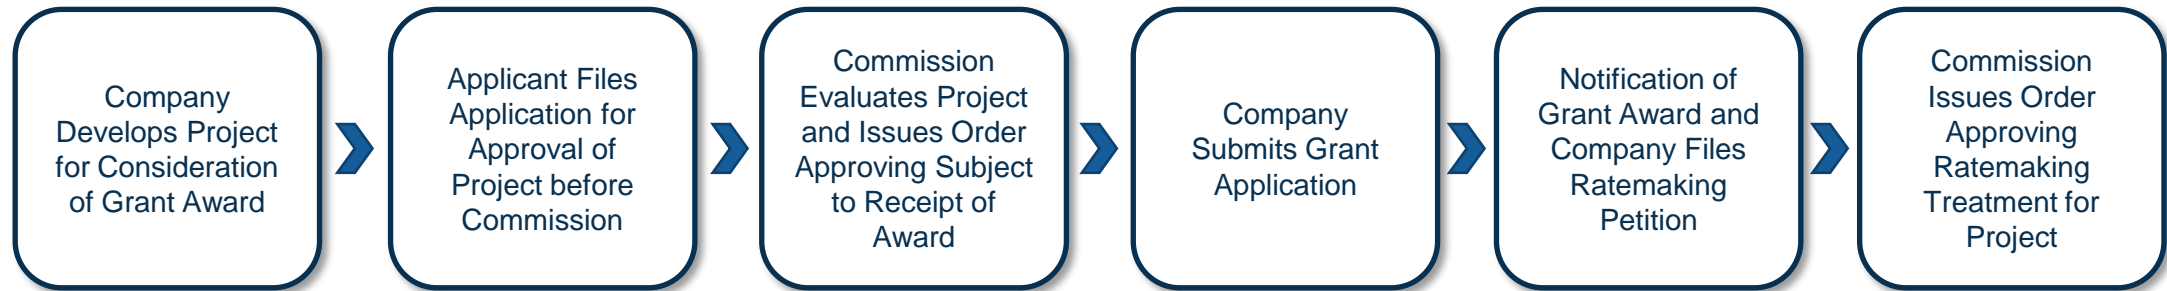 Company
Develops Project
for Consideration
of Grant Award
Applicant Files
Application for
Approval of
Project before
Commission
Commission
Evaluates Project
and Issues Order
Approving Subject
to Receipt of
Award
Company
Submits Grant
Application
Notification of
Grant Award and
Company Files
Ratemaking
Petition
Commission
Issues Order
Approving
Ratemaking
Treatment for
Project